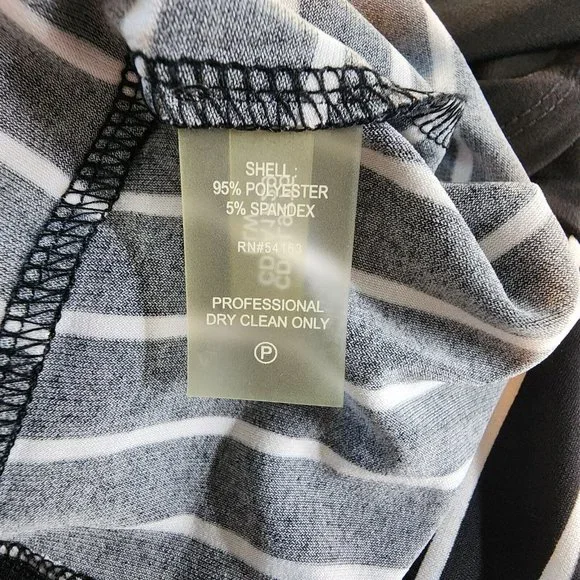 SHELL :
95% POLYESTER
5% SPANDEX
RN#54163
PROFESSIONAL
DRY CLEAN ONLY
P